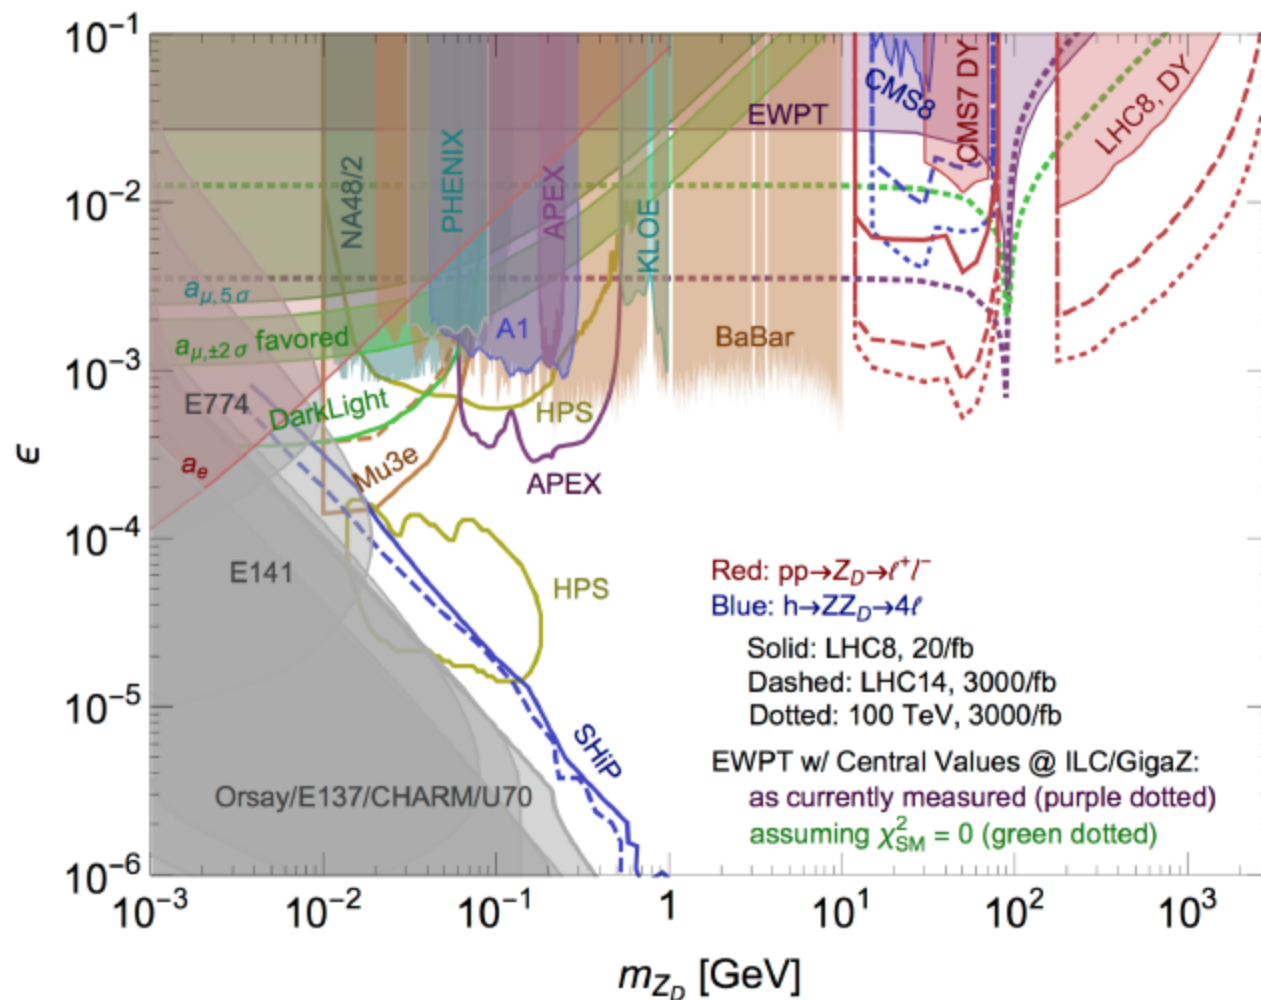 10⁻¹
10⁻²
10⁻³
10⁻⁴
10⁻⁵
10⁻⁶
ϵ
NA48/2
PHENIX
APEX
KLOE
EWPT
CMS8
CMS7 DY
LHC8, DY
a_{μ,5σ}
a_{μ,±2σ} favored
A1
BaBar
E774
DarkLight
HPS
a_e
Mu3e
APEX
E141
HPS
SHiP
Orsay/E137/CHARM/U70
Red: pp→Z_D→ℓ⁺l⁻
Blue: h→ZZ_D→4ℓ
Solid: LHC8, 20/fb
Dashed: LHC14, 3000/fb
Dotted: 100 TeV, 3000/fb
EWPT w/ Central Values @ ILC/GigaZ:
as currently measured (purple dotted)
assuming χ²_SM = 0 (green dotted)
10⁻³ 10⁻² 10⁻¹ 1 10¹ 10² 10³
m_{Z_D} [GeV]